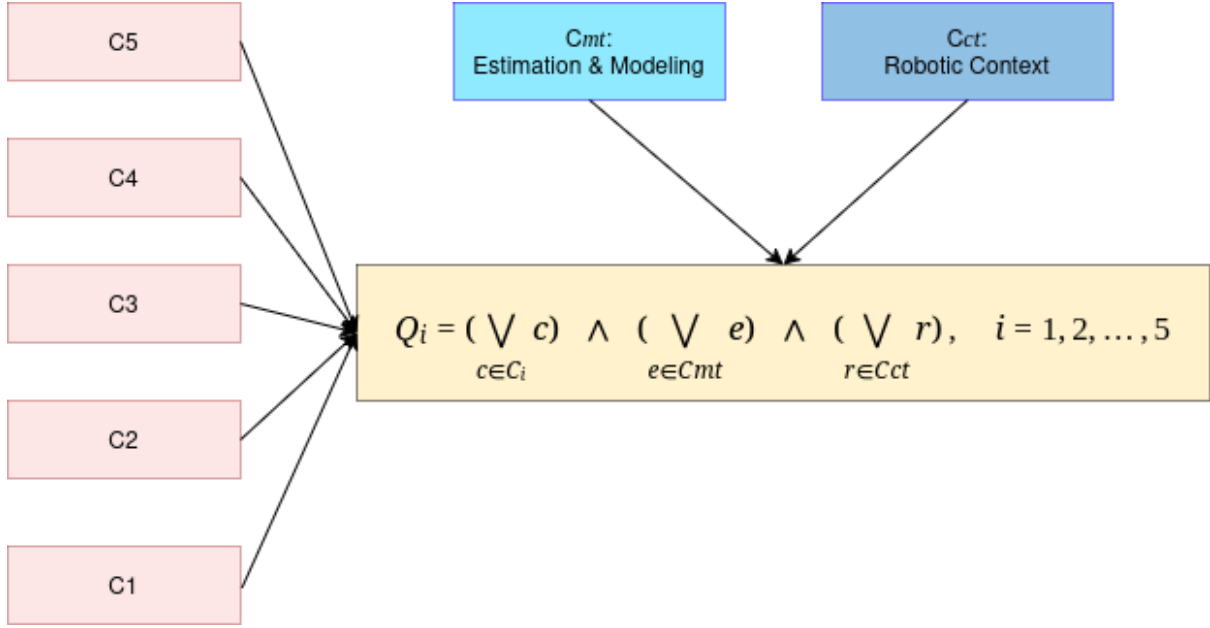 C5
C4
C3
C2
C1
Cmt:
Estimation & Modeling
Cct:
Robotic Context
Qi = ( ⋁ c) ∧ ( ⋁ e) ∧ ( ⋁ r) , i = 1, 2, … , 5
c∈Ci e∈Cmt r∈Cct